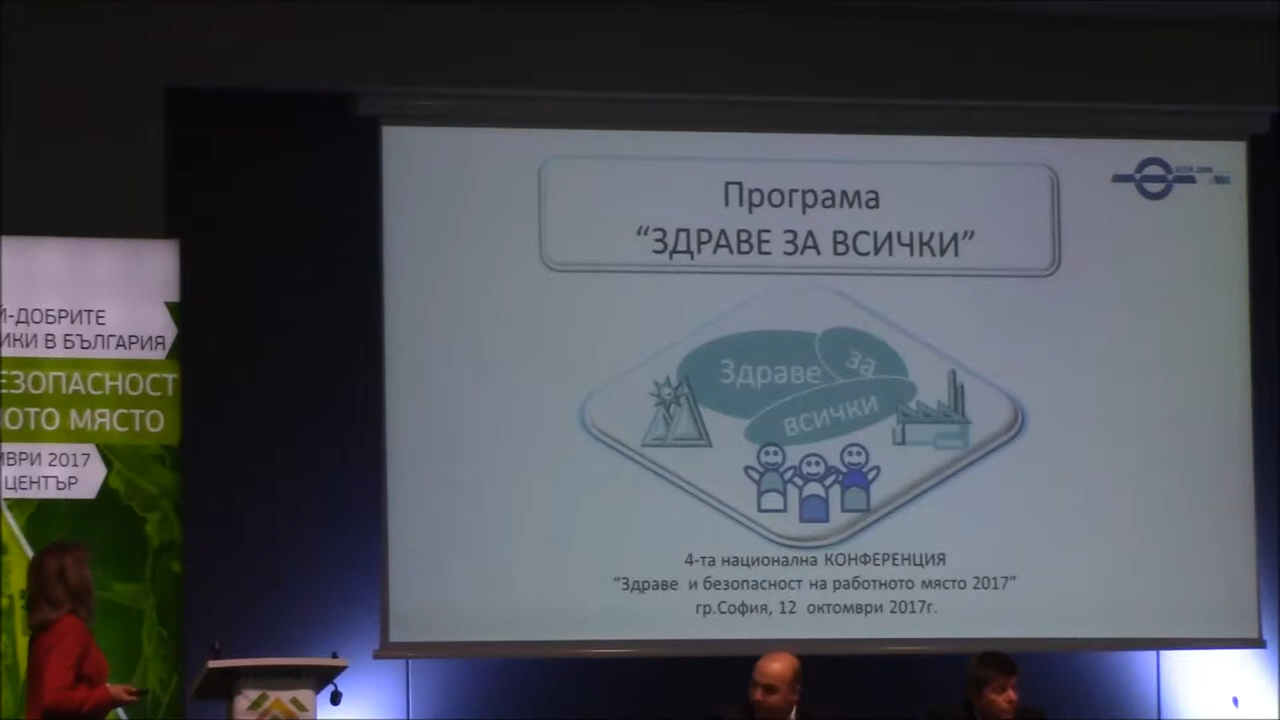 Програма
“ЗДРАВЕ ЗА ВСИЧКИ”
Здраве за
всички
4-та национална КОНФЕРЕНЦИЯ
“Здраве и безопасност на работното място 2017”
гр.София, 12 октомври 2017г.
Й-ДОБРИТЕ
ИКИ В БЪЛГАРИЯ
ЕЗОПАСНОСТ
ОТО МЯСТО
МВРИ 2017
ЦЕНТЪР